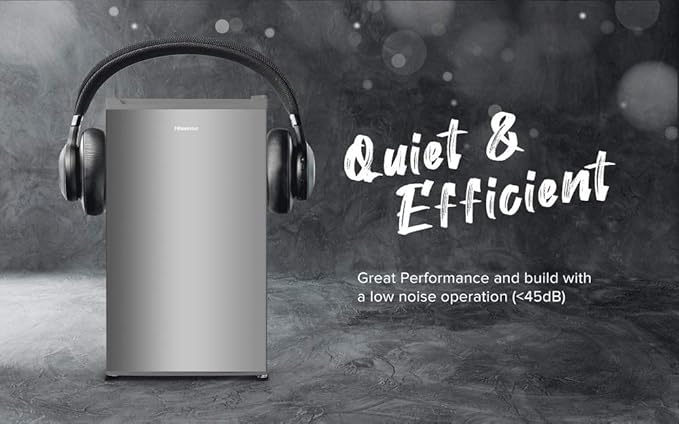 Hisense
Quiet &
Efficient
Great Performance and build with
a low noise operation (<45dB)